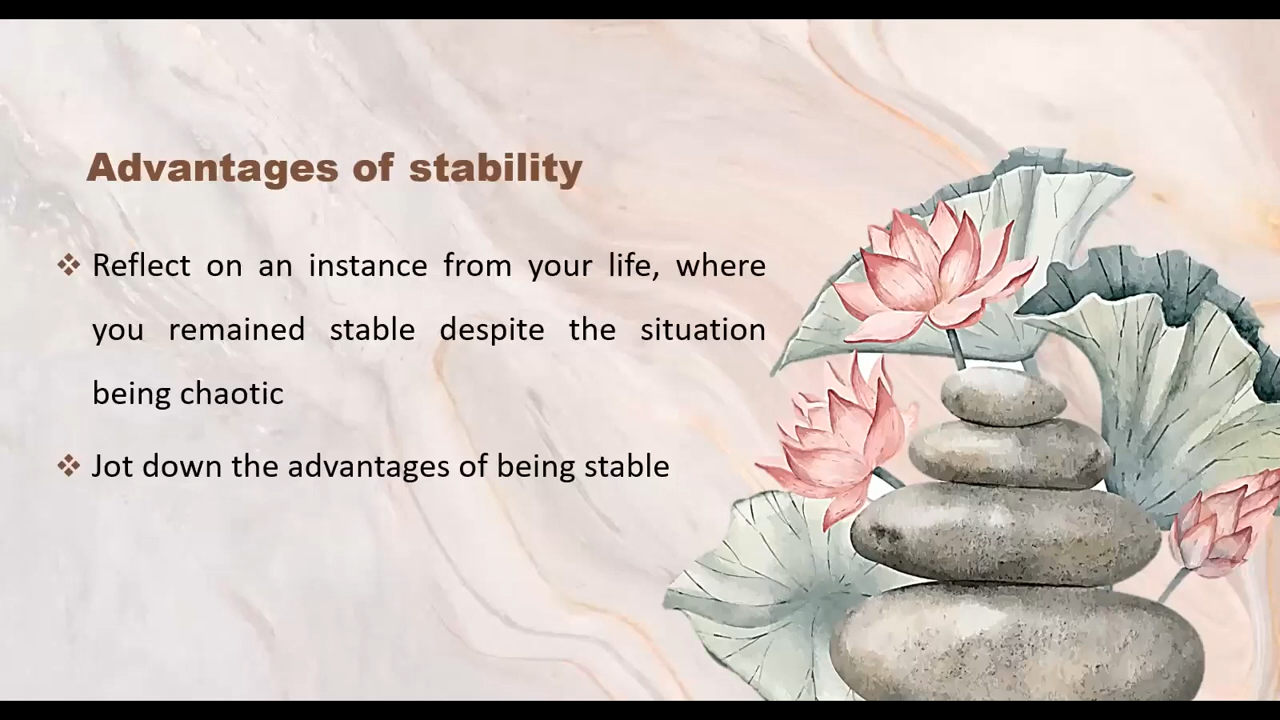 Advantages of stability
❖ Reflect on an instance from your life, where
you remained stable despite the situation
being chaotic
❖ Jot down the advantages of being stable